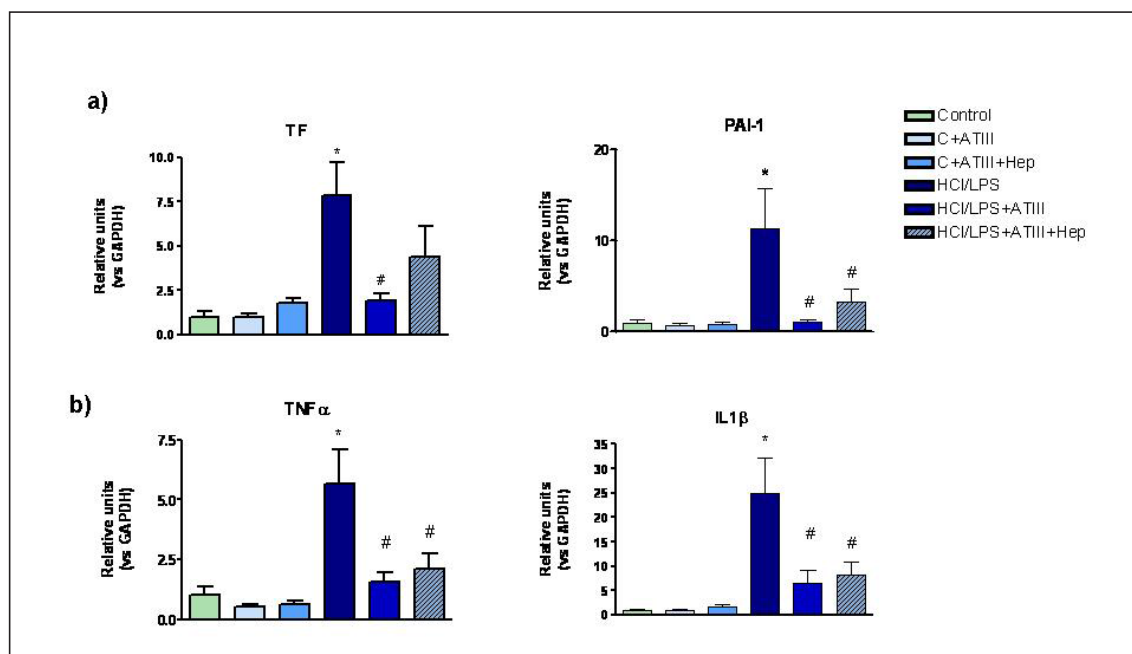 a)
TF
Relative units
(vs GAPDH)
10.0
7.5
5.0
2.5
0.0
*
#
PAI-1
Relative units
(vs GAPDH)
20
10
0
*
#
#
Control
C+ATIII
C+ATIII+Hep
HCl/LPS
HCl/LPS+ATIII
HCl/LPS+ATIII+Hep
b)
TNFα
Relative units
(vs GAPDH)
7.5
5.0
2.5
0.0
*
#
#
IL1β
Relative units
(vs GAPDH)
35
30
25
20
15
10
5
0
*
#
#